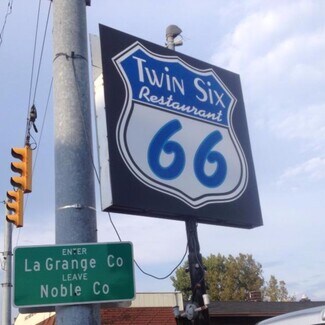 Twin Six
Restaurant
66
ENTER
La Grange Co
LEAVE
Noble Co